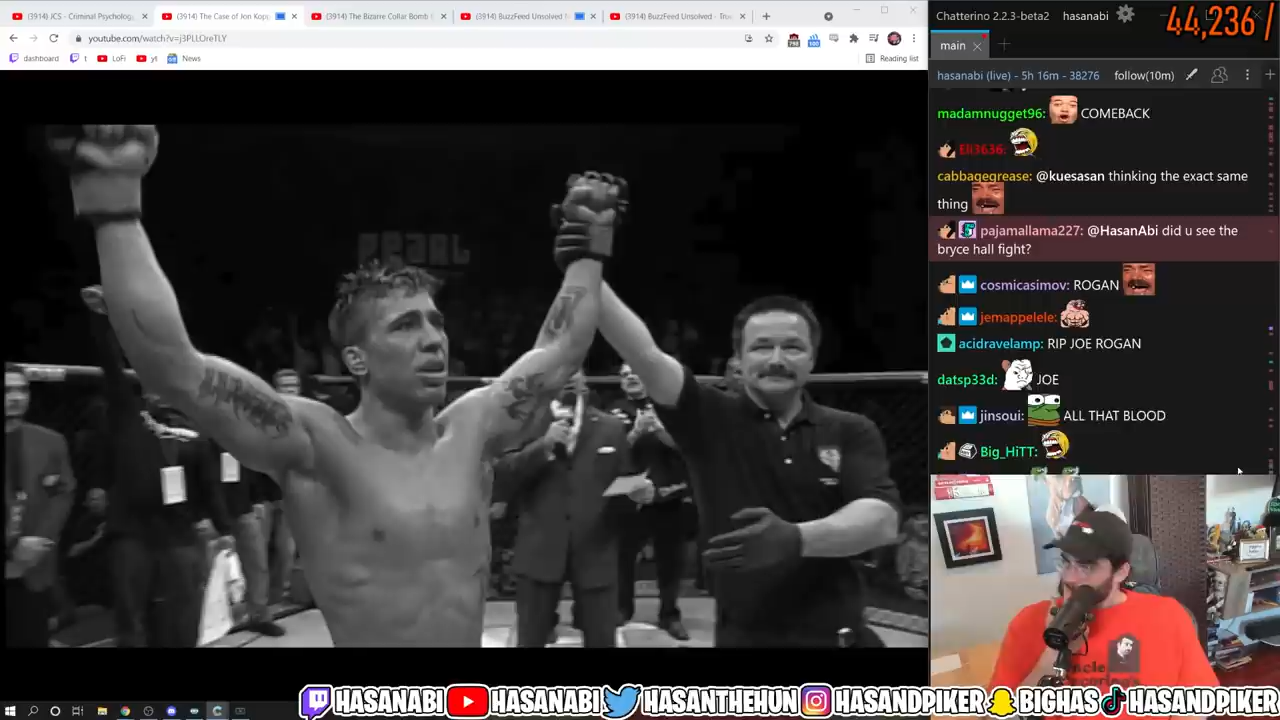 (3914) JCS - Criminal Psycholog
(3914) The Case of Jon Kopp
(3914) The Bizarre Collar Bomb
(3914) BuzzFeed Unsolved
(3914) BuzzFeed Unsolved - Tru
youtube.com/watch?v=j3PLLOreTLY
dashboard
t
LoFi
yt
News
Reading list
PEARL
Chatterino 2.2.3-beta2
hasanabi
44,236 /
main
hasanabi (live) - 5h 16m - 38276
follow(10m)
madamnugget96: COMEBACK
Eli3636:
cabbagegrease: @kuesasan thinking the exact same
thing
pajamallama227: @HasanAbi did u see the
bryce hall fight?
cosmicasimov: ROGAN
jemappelele:
acidravelamp: RIP JOE ROGAN
datsp33d: JOE
jinsoui: ALL THAT BLOOD
Big_HiTT:
HASANABI
HASANABI
HASANTHEHUN
HASANDPIKER
BIGHAS
HASANDPIKER